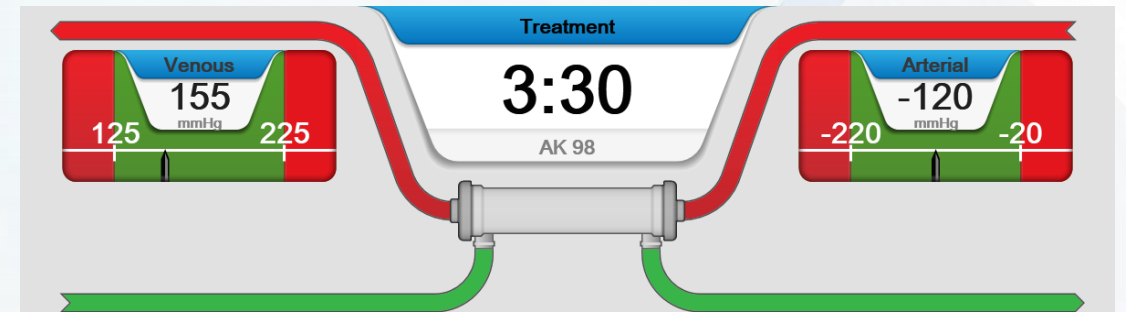 Treatment
3:30
AK 98
Venous
155
mmHg
125 225
Arterial
-120
mmHg
-220 -20